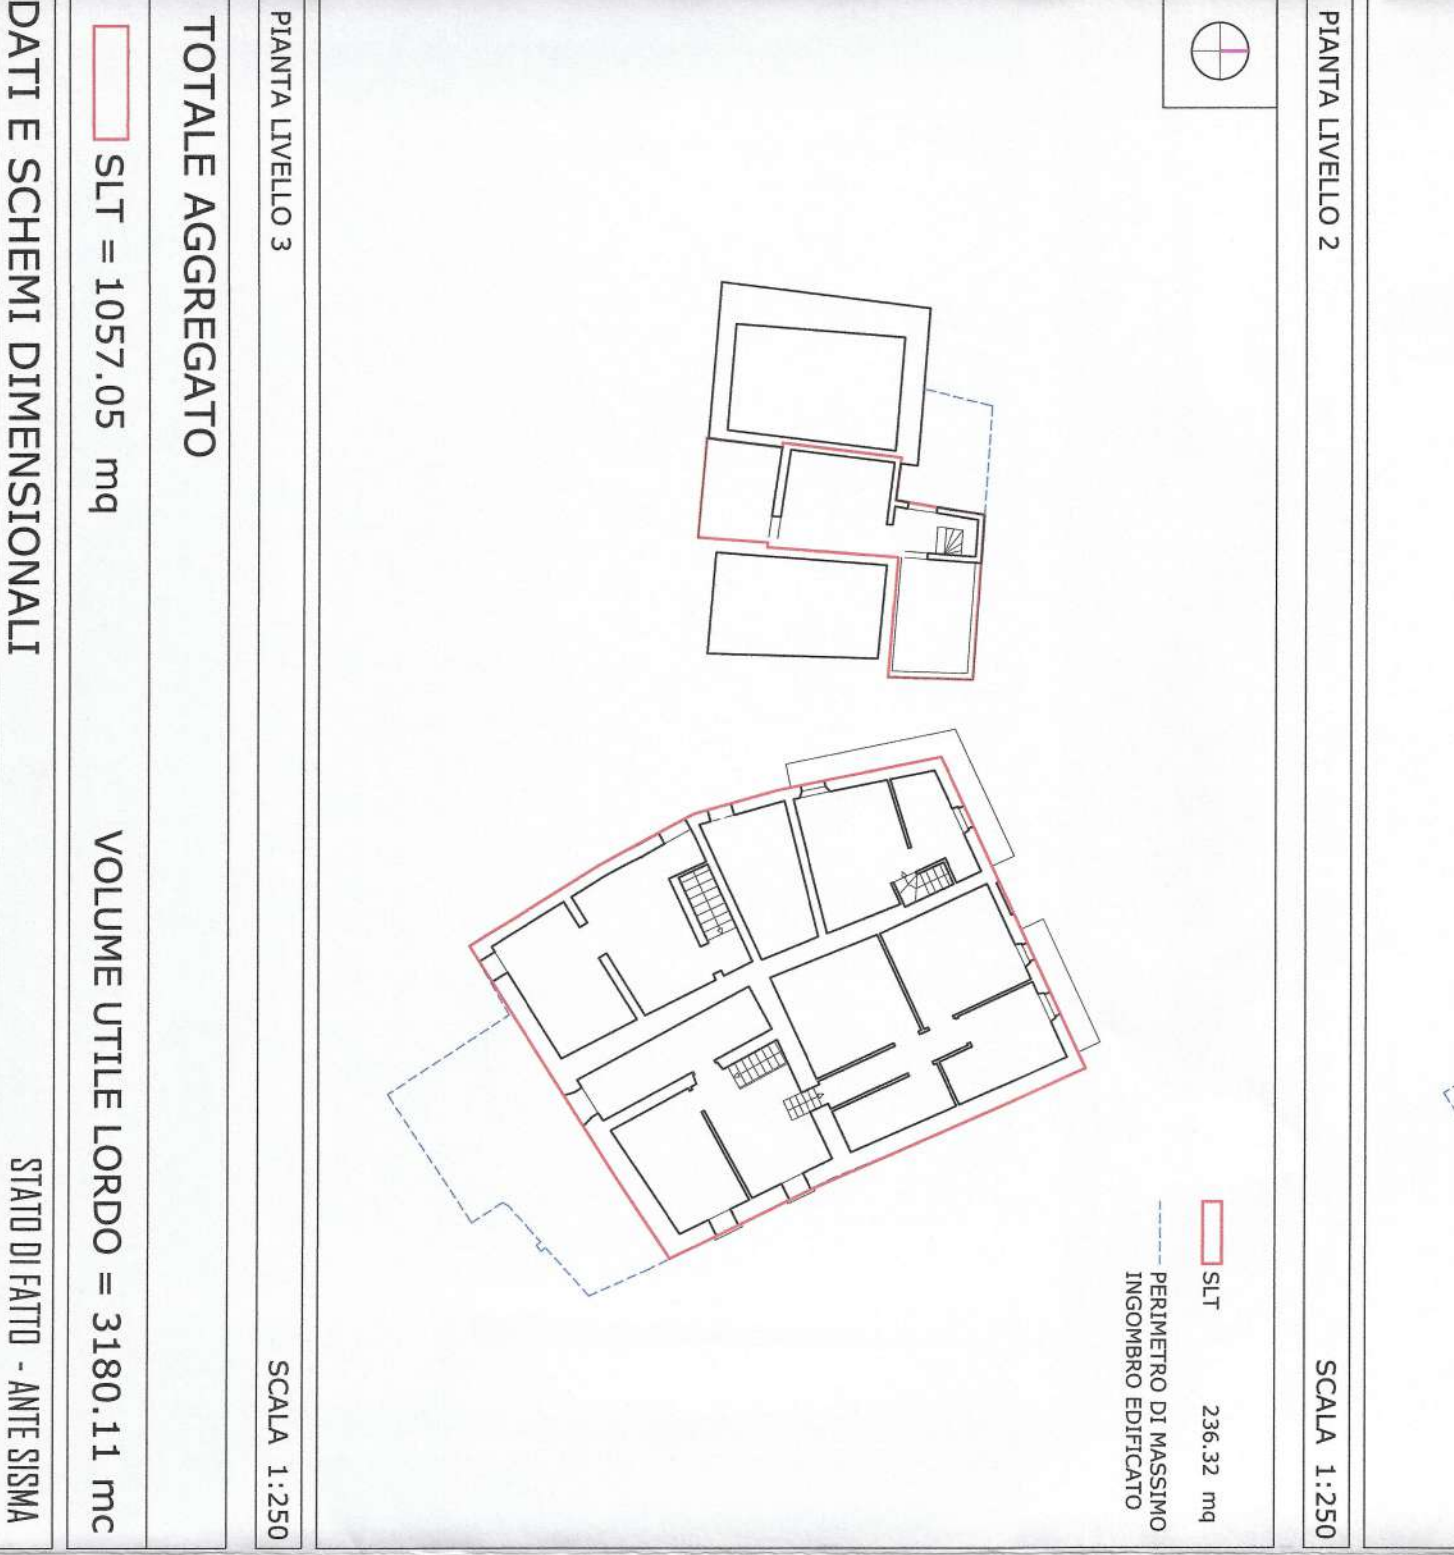 PIANTA LIVELLO 2 SCALA 1:250
SLT 236.32 mq
PERIMETRO DI MASSIMO
INGOMBRO EDIFICATO
PIANTA LIVELLO 3 SCALA 1:250
TOTALE AGGREGATO
SLT = 1057.05 mq VOLUME UTILE LORDO = 3180.11 mc
DATI E SCHEMI DIMENSIONALI STATO DI FATTO - ANTE SISMA